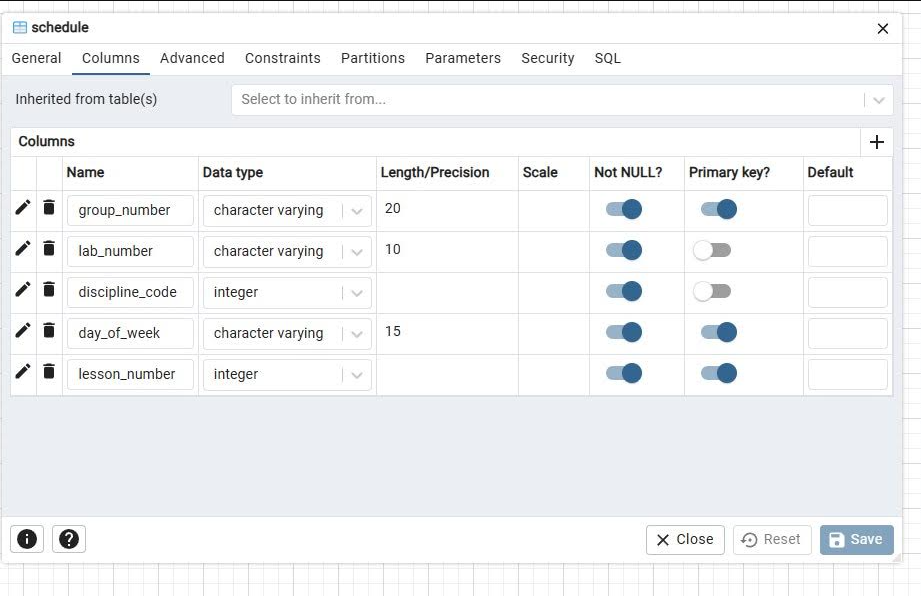 schedule
General Columns Advanced Constraints Partitions Parameters Security SQL
Inherited from table(s) Select to inherit from...
Columns
Name Data type Length/Precision Scale Not NULL? Primary key? Default
group_number character varying 20
lab_number character varying 10
discipline_code integer
day_of_week character varying 15
lesson_number integer
Close Reset Save